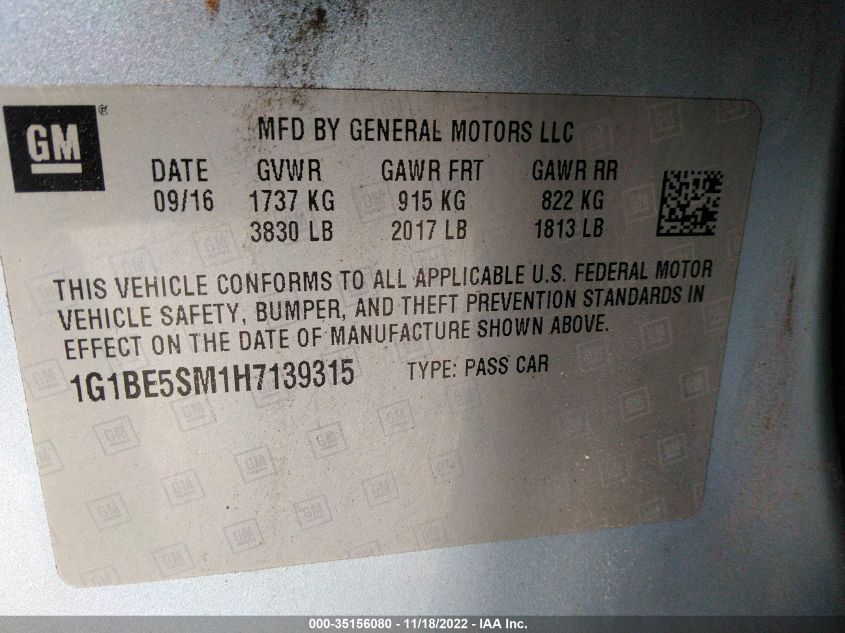 GM ®
MFD BY GENERAL MOTORS LLC
DATE GVWR GAWR FRT GAWR RR
09/16 1737 KG 915 KG 822 KG
3830 LB 2017 LB 1813 LB
THIS VEHICLE CONFORMS TO ALL APPLICABLE U.S. FEDERAL MOTOR
VEHICLE SAFETY, BUMPER, AND THEFT PREVENTION STANDARDS IN
EFFECT ON THE DATE OF MANUFACTURE SHOWN ABOVE.
1G1BE5SM1H7139315 TYPE: PASS CAR
000-35156080 - 11/18/2022 - IAA Inc.